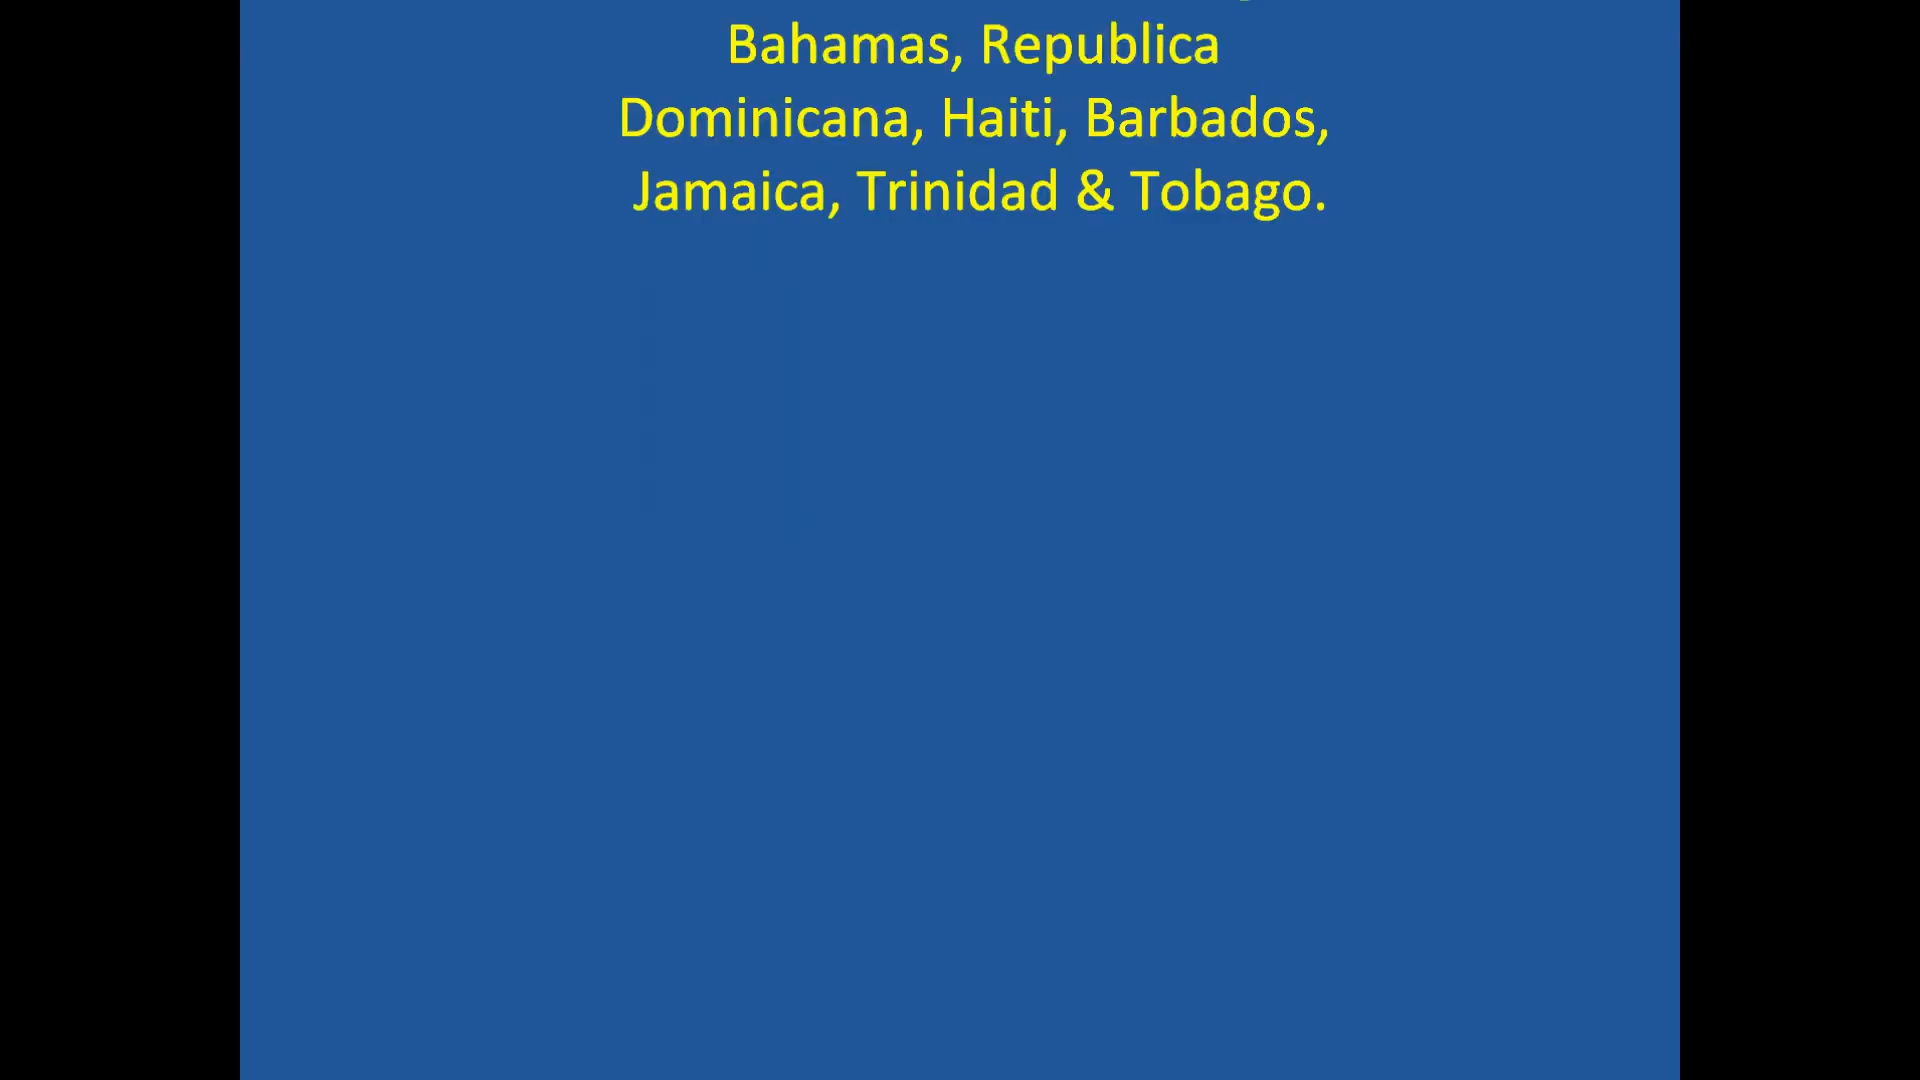 Bahamas, Republica
Dominicana, Haiti, Barbados,
Jamaica, Trinidad & Tobago.